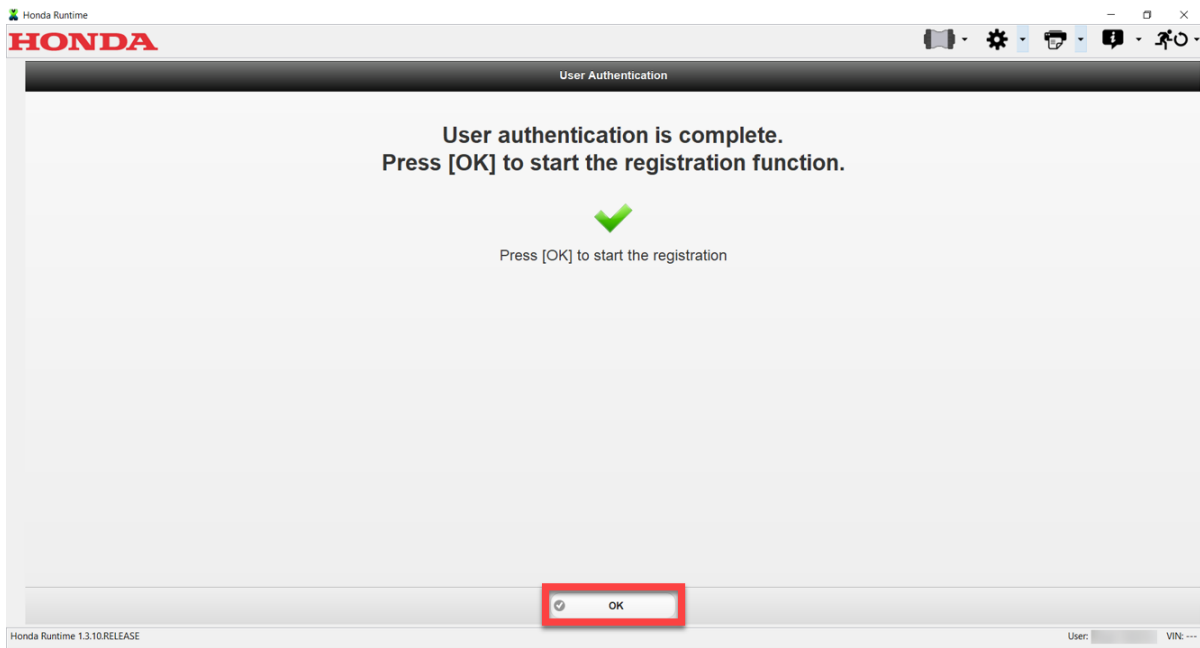 Honda Runtime
HONDA
User Authentication
User authentication is complete.
Press [OK] to start the registration function.
Press [OK] to start the registration
OK
Honda Runtime 1.3.10.RELEASE
User:
VIN: ---